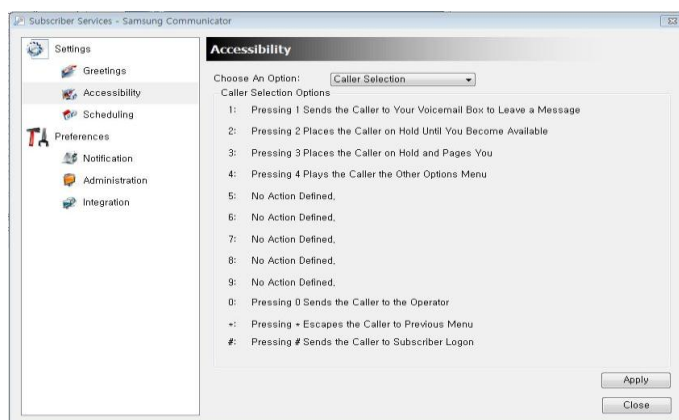 Subscriber Services - Samsung Communicator
Settings
Greetings
Accessibility
Scheduling
Preferences
Notification
Administration
Integration
Accessibility
Choose An Option: Caller Selection
Caller Selection Options
1: Pressing 1 Sends the Caller to Your Voicemail Box to Leave a Message
2: Pressing 2 Places the Caller on Hold Until You Become Available
3: Pressing 3 Places the Caller on Hold and Pages You
4: Pressing 4 Plays the Caller the Other Options Menu
5: No Action Defined.
6: No Action Defined.
7: No Action Defined.
8: No Action Defined.
9: No Action Defined.
0: Pressing 0 Sends the Caller to the Operator
*: Pressing * Escapes the Caller to Previous Menu
#: Pressing # Sends the Caller to Subscriber Logon
Apply
Close